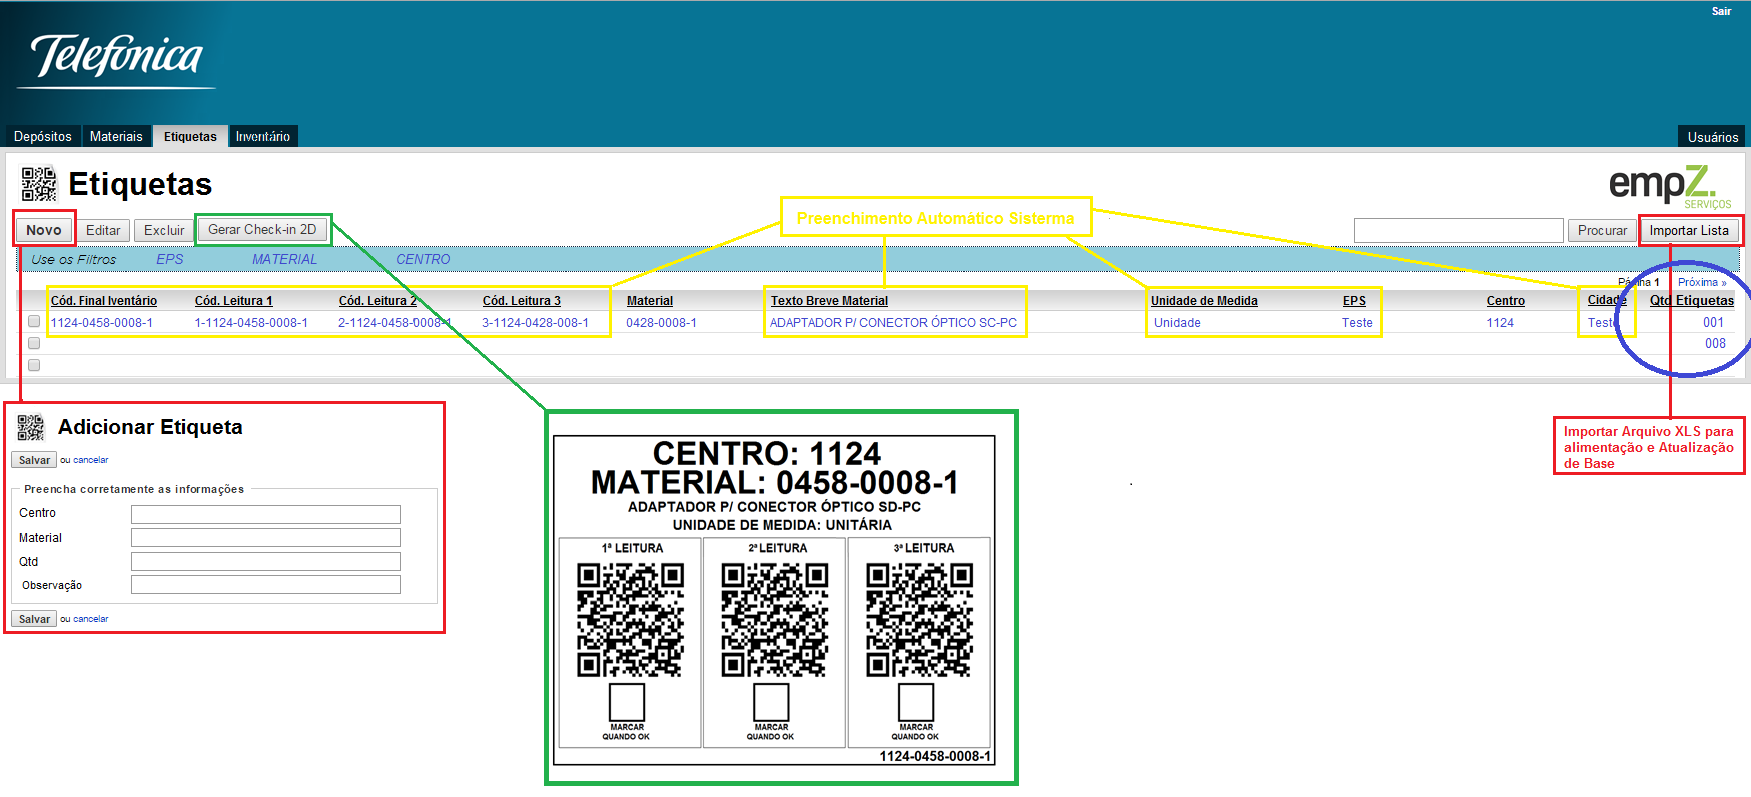 Sair
Telefónica
Depósitos Materiais Etiquetas Inventário Usuários
Etiquetas
empZ.
SERVIÇOS
Novo Editar Excluir Gerar Check-in 2D Preenchimento Automático Sisterma Procurar Importar Lista
Use os Filtros EPS MATERIAL CENTRO
Página 1 Próxima »
Cód. Final Iventário Cód. Leitura 1 Cód. Leitura 2 Cód. Leitura 3 Material Texto Breve Material Unidade de Medida EPS Centro Cidade Qtd Etiquetas
1124-0458-0008-1 1-1124-0458-0008-1 2-1124-0458-0008-1 3-1124-0428-008-1 0428-0008-1 ADAPTADOR P/ CONECTOR ÓPTICO SC-PC Unidade Teste 1124 Teste 001
008
Importar Arquivo XLS para
alimentação e Atualização
de Base
Adicionar Etiqueta
Salvar ou cancelar
Preencha corretamente as informações
Centro
Material
Qtd
Observação
Salvar ou cancelar
CENTRO: 1124
MATERIAL: 0458-0008-1
ADAPTADOR P/ CONECTOR ÓPTICO SD-PC
UNIDADE DE MEDIDA: UNITÁRIA
1ª LEITURA 2ª LEITURA 3ª LEITURA
MARCAR MARCAR MARCAR
QUANDO OK QUANDO OK QUANDO OK
1124-0458-0008-1